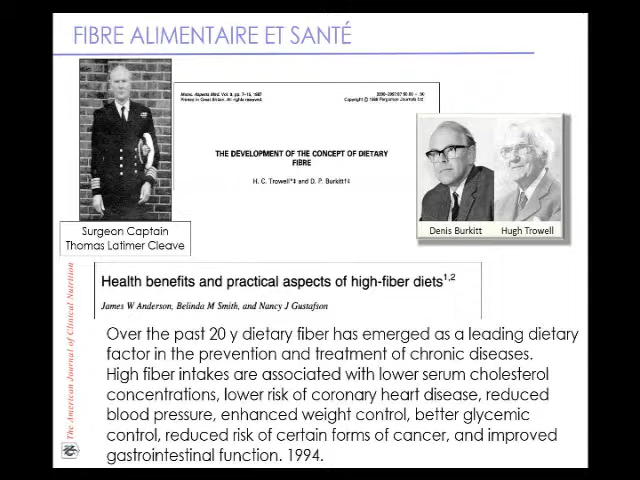 FIBRE ALIMENTAIRE ET SANTÉ
THE DEVELOPMENT OF THE CONCEPT OF DIETARY
FIBRE
H. C. Trowell*‡ and D. P. Burkitt†‡
Surgeon Captain
Thomas Latimer Cleave
Denis Burkitt
Hugh Trowell
Health benefits and practical aspects of high-fiber diets1,2
James W Anderson, Belinda M Smith, and Nancy J Gustafson
The American Journal of Clinical Nutrition
Over the past 20 y dietary fiber has emerged as a leading dietary
factor in the prevention and treatment of chronic diseases.
High fiber intakes are associated with lower serum cholesterol
concentrations, lower risk of coronary heart disease, reduced
blood pressure, enhanced weight control, better glycemic
control, reduced risk of certain forms of cancer, and improved
gastrointestinal function. 1994.